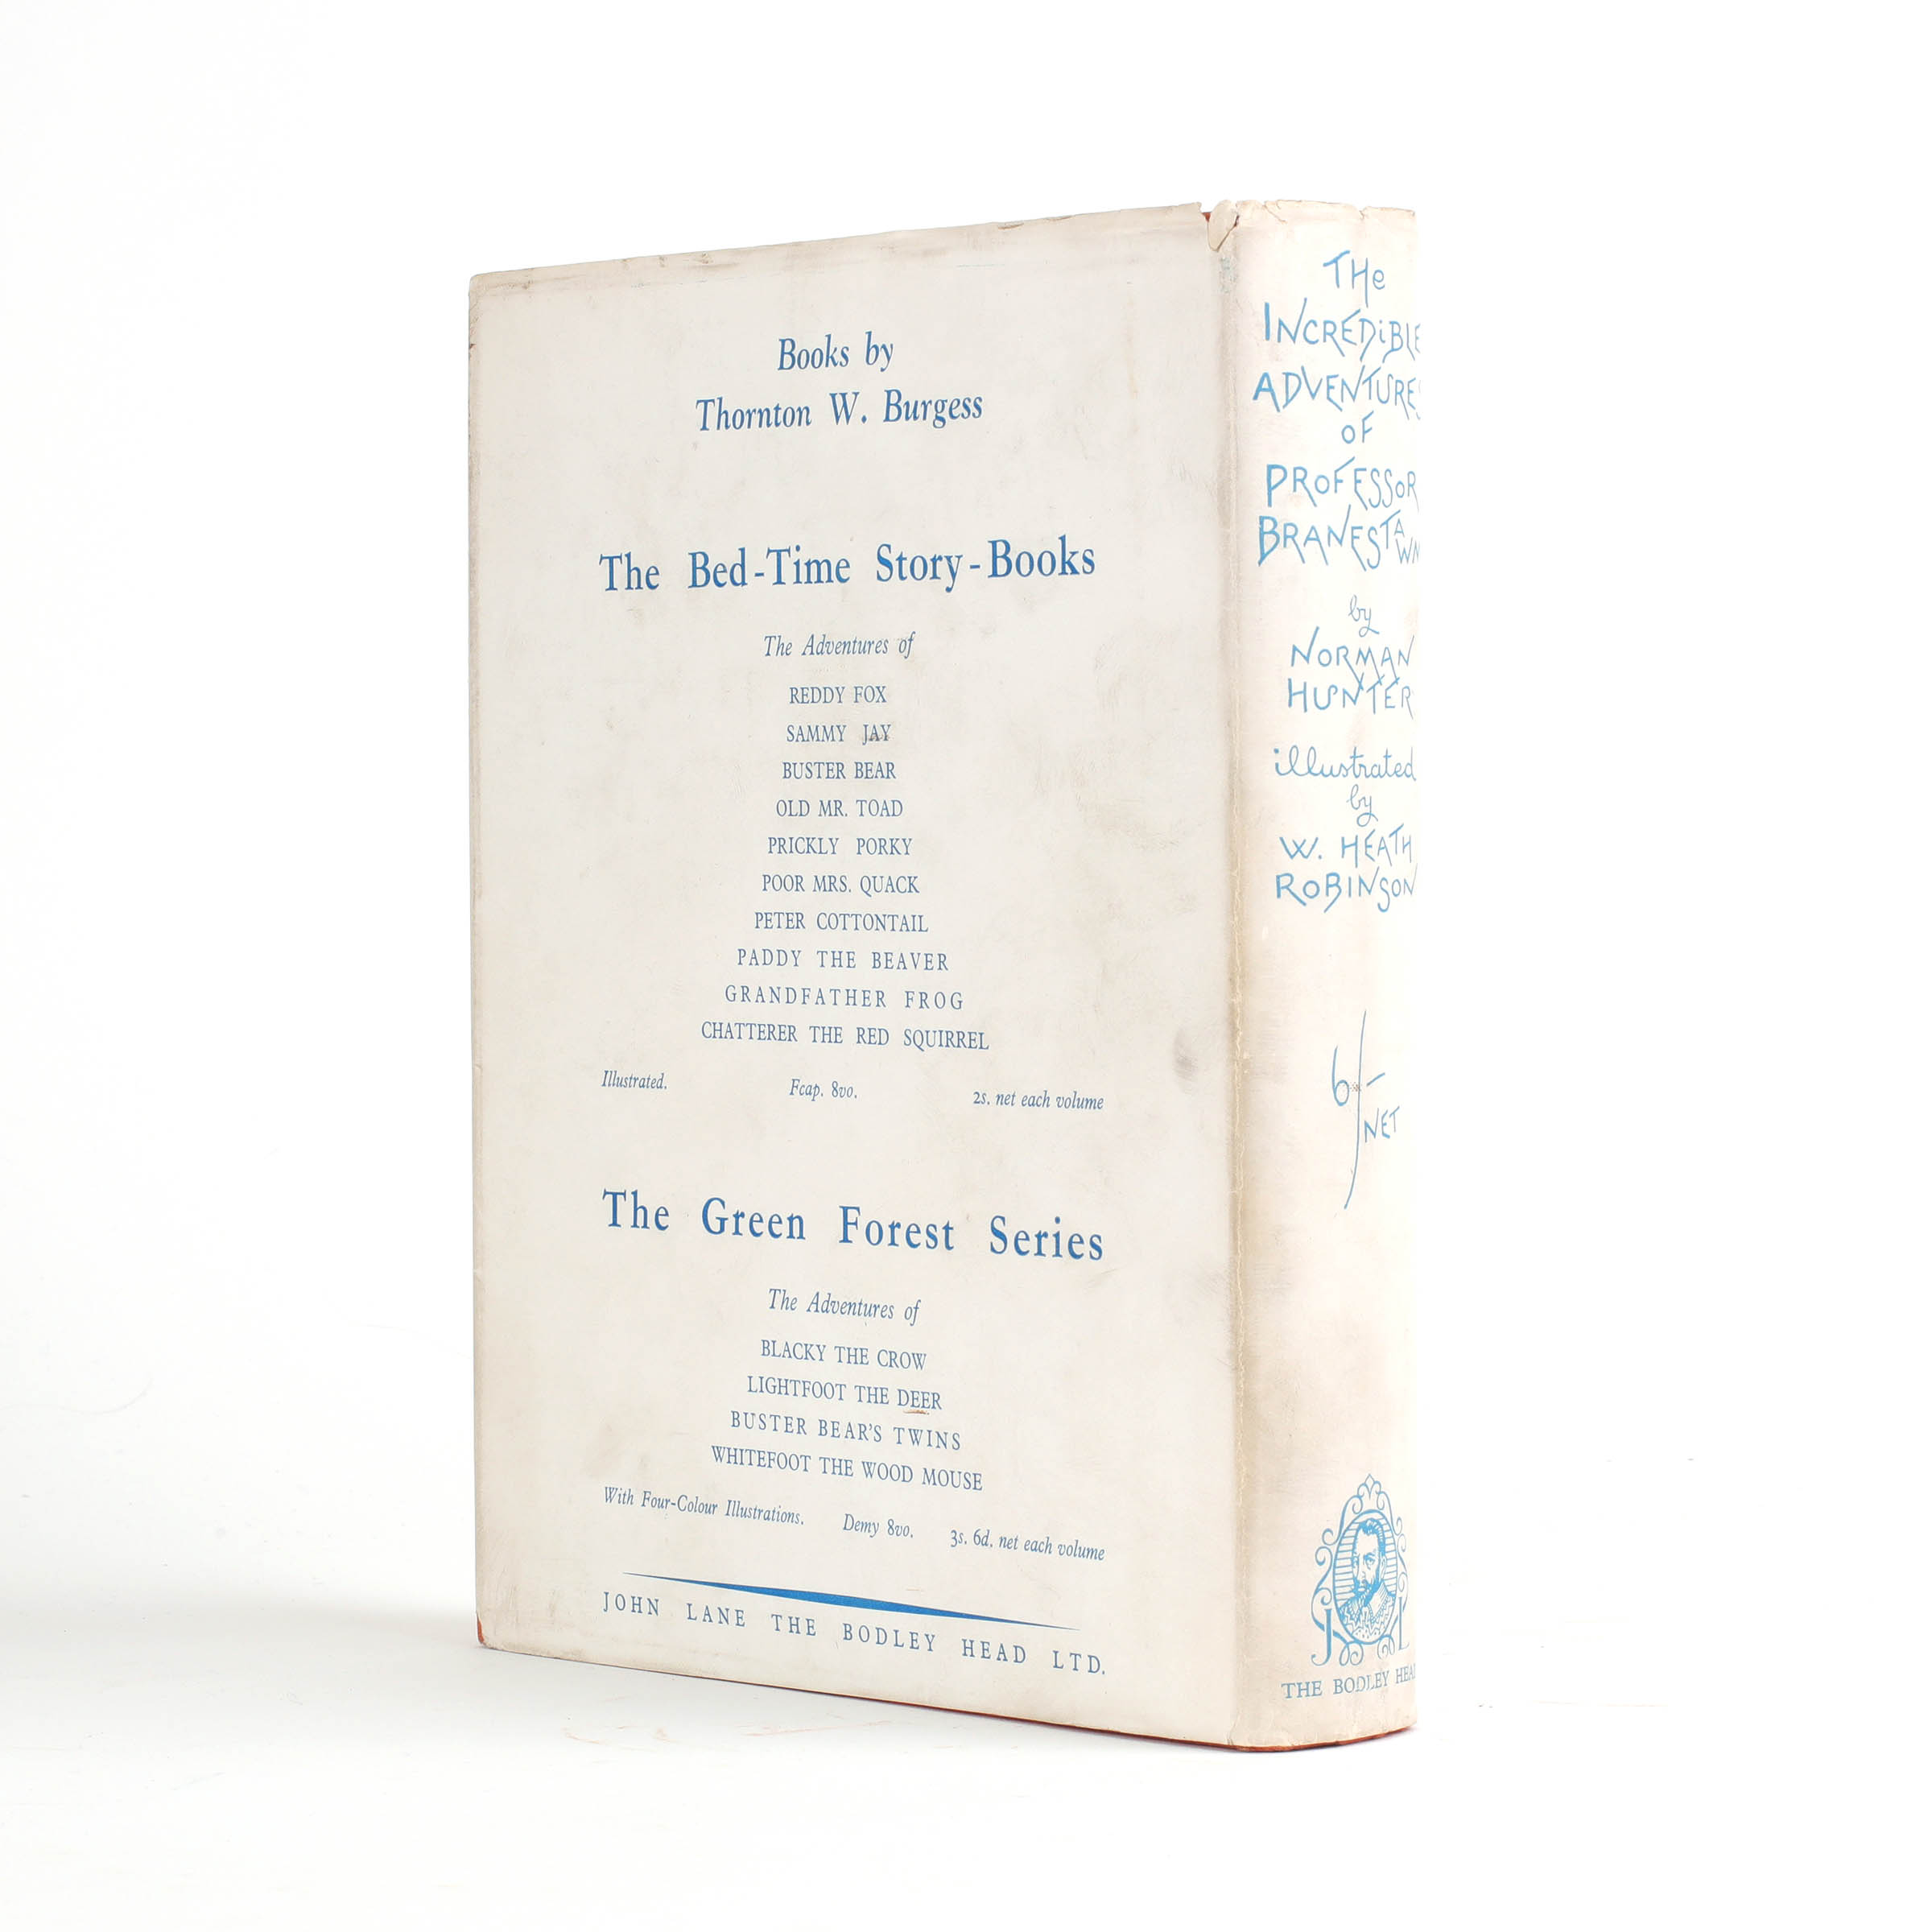 Books by
Thornton W. Burgess
The Bed-Time Story-Books
The Adventures of
REDDY FOX
SAMMY JAY
BUSTER BEAR
OLD MR. TOAD
PRICKLY PORKY
POOR MRS. QUACK
PETER COTTONTAIL
PADDY THE BEAVER
GRANDFATHER FROG
CHATTERER THE RED SQUIRREL
Illustrated. Fcap. 8vo. 2s. net each volume
The Green Forest Series
The Adventures of
BLACKY THE CROW
LIGHTFOOT THE DEER
BUSTER BEAR'S TWINS
WHITEFOOT THE WOOD MOUSE
With Four-Colour Illustrations. Demy 8vo. 3s. 6d. net each volume
JOHN LANE THE BODLEY HEAD LTD.
THe
INCREDiBLE
ADVENTURES
OF
PROFESSOR
BRANESTAWN
by
NORMAN
HUNTER
illustrated
by
W. HEATH
ROBINSON
6/-
NET
J L
THE BODLEY HEAD